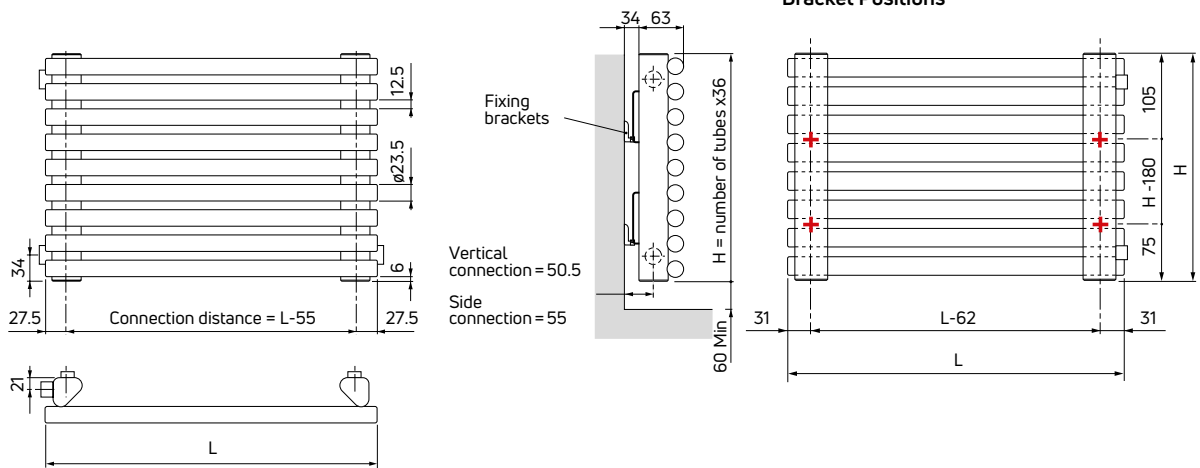 Bracket Positions
34
63
12.5
ø23.5
34
6
27.5
Connection distance = L-55
27.5
21
L
Fixing
brackets
H = number of tubes x36
Vertical
connection = 50.5
Side
connection = 55
60 Min
105
H -180
75
H
31
L-62
31
L